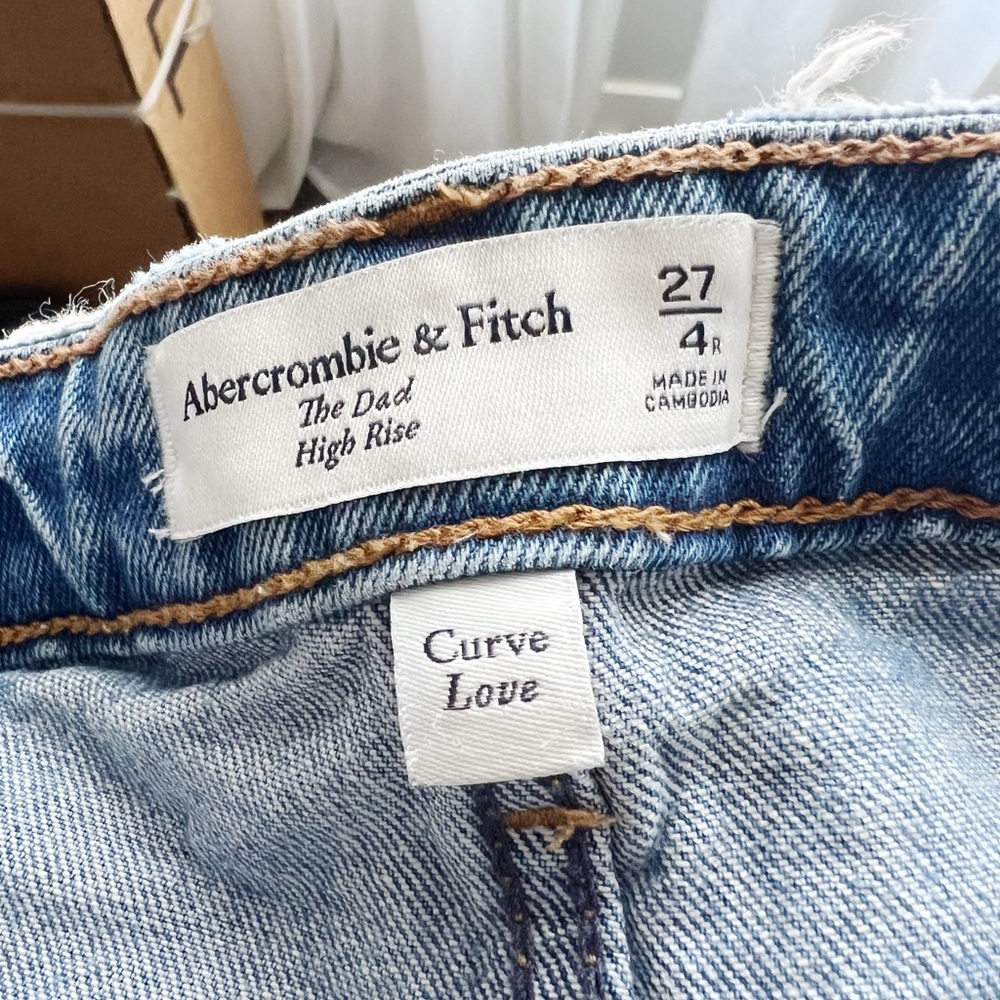 Abercrombie & Fitch
The Dad
High Rise
27
4R
MADE IN
CAMBODIA
Curve
Love